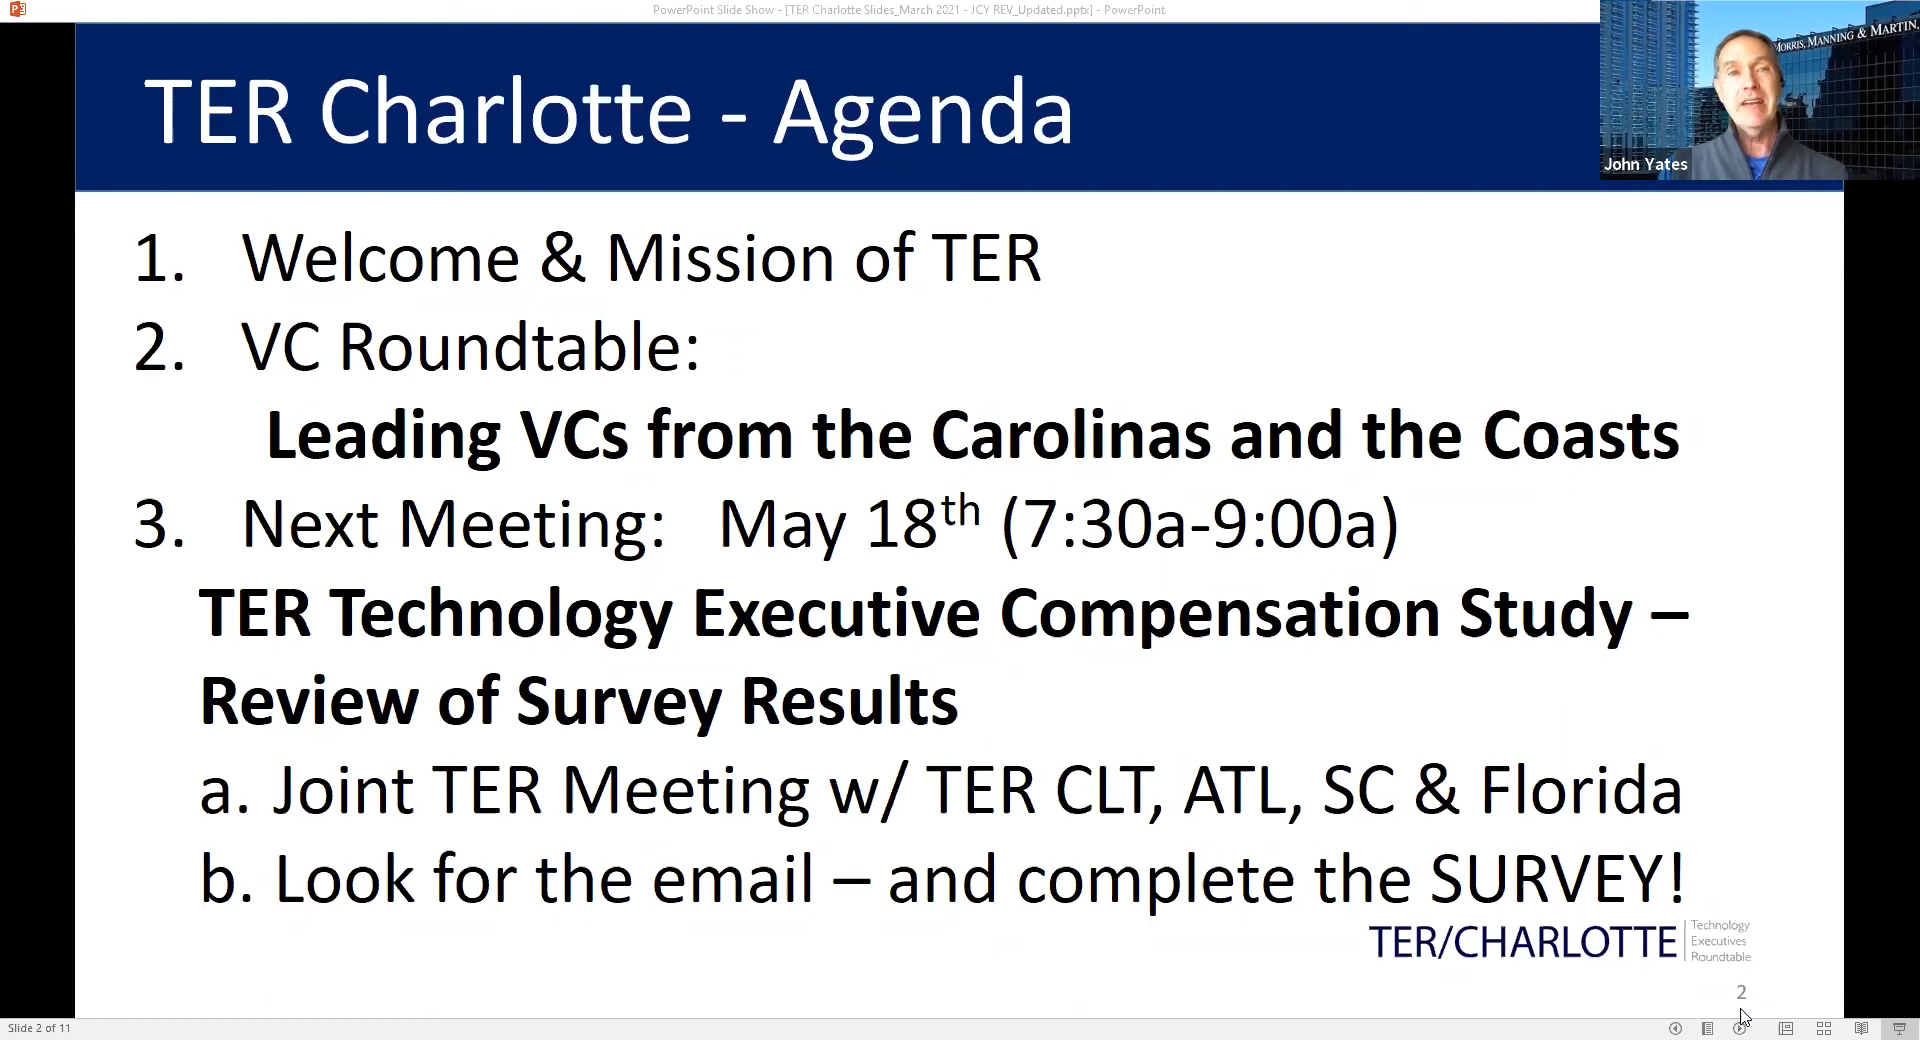 PowerPoint Slide Show - [TER Charlotte Slides_March 2021 - JCY REV_Updated.pptx] - PowerPoint
MORRIS, MANNING & MARTIN,
John Yates
TER Charlotte - Agenda
1. Welcome & Mission of TER
2. VC Roundtable:
Leading VCs from the Carolinas and the Coasts
3. Next Meeting: May 18th (7:30a-9:00a)
TER Technology Executive Compensation Study –
Review of Survey Results
a. Joint TER Meeting w/ TER CLT, ATL, SC & Florida
b. Look for the email – and complete the SURVEY!
TER/CHARLOTTE
Technology
Executives
Roundtable
2
Slide 2 of 11